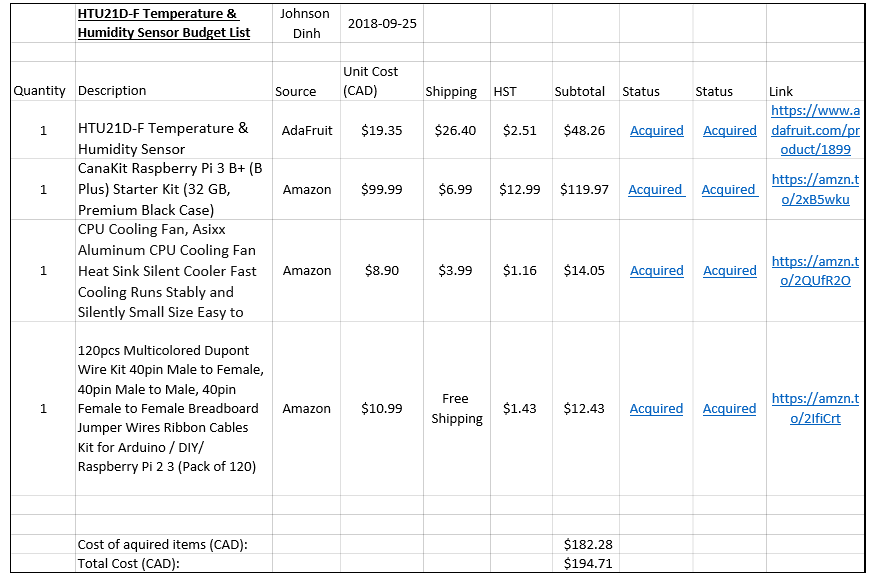 HTU21D-F Temperature & Humidity Sensor Budget List Johnson Dinh 2018-09-25
Quantity Description Source Unit Cost (CAD) Shipping HST Subtotal Status Status Link
1 HTU21D-F Temperature & Humidity Sensor AdaFruit $19.35 $26.40 $2.51 $48.26 Acquired Acquired https://www.adafruit.com/product/1899
1 CanaKit Raspberry Pi 3 B+ (B Plus) Starter Kit (32 GB, Premium Black Case) Amazon $99.99 $6.99 $12.99 $119.97 Acquired Acquired https://amzn.to/2xB5wku
1 CPU Cooling Fan, Asixx Aluminum CPU Cooling Fan Heat Sink Silent Cooler Fast Cooling Runs Stably and Silently Small Size Easy to Amazon $8.90 $3.99 $1.16 $14.05 Acquired Acquired https://amzn.to/2QUfR2O
1 120pcs Multicolored Dupont Wire Kit 40pin Male to Female, 40pin Male to Male, 40pin Female to Female Breadboard Jumper Wires Ribbon Cables Kit for Arduino / DIY/ Raspberry Pi 2 3 (Pack of 120) Amazon $10.99 Free Shipping $1.43 $12.43 Acquired Acquired https://amzn.to/2IfiCrt
Cost of aquired items (CAD): $182.28
Total Cost (CAD): $194.71